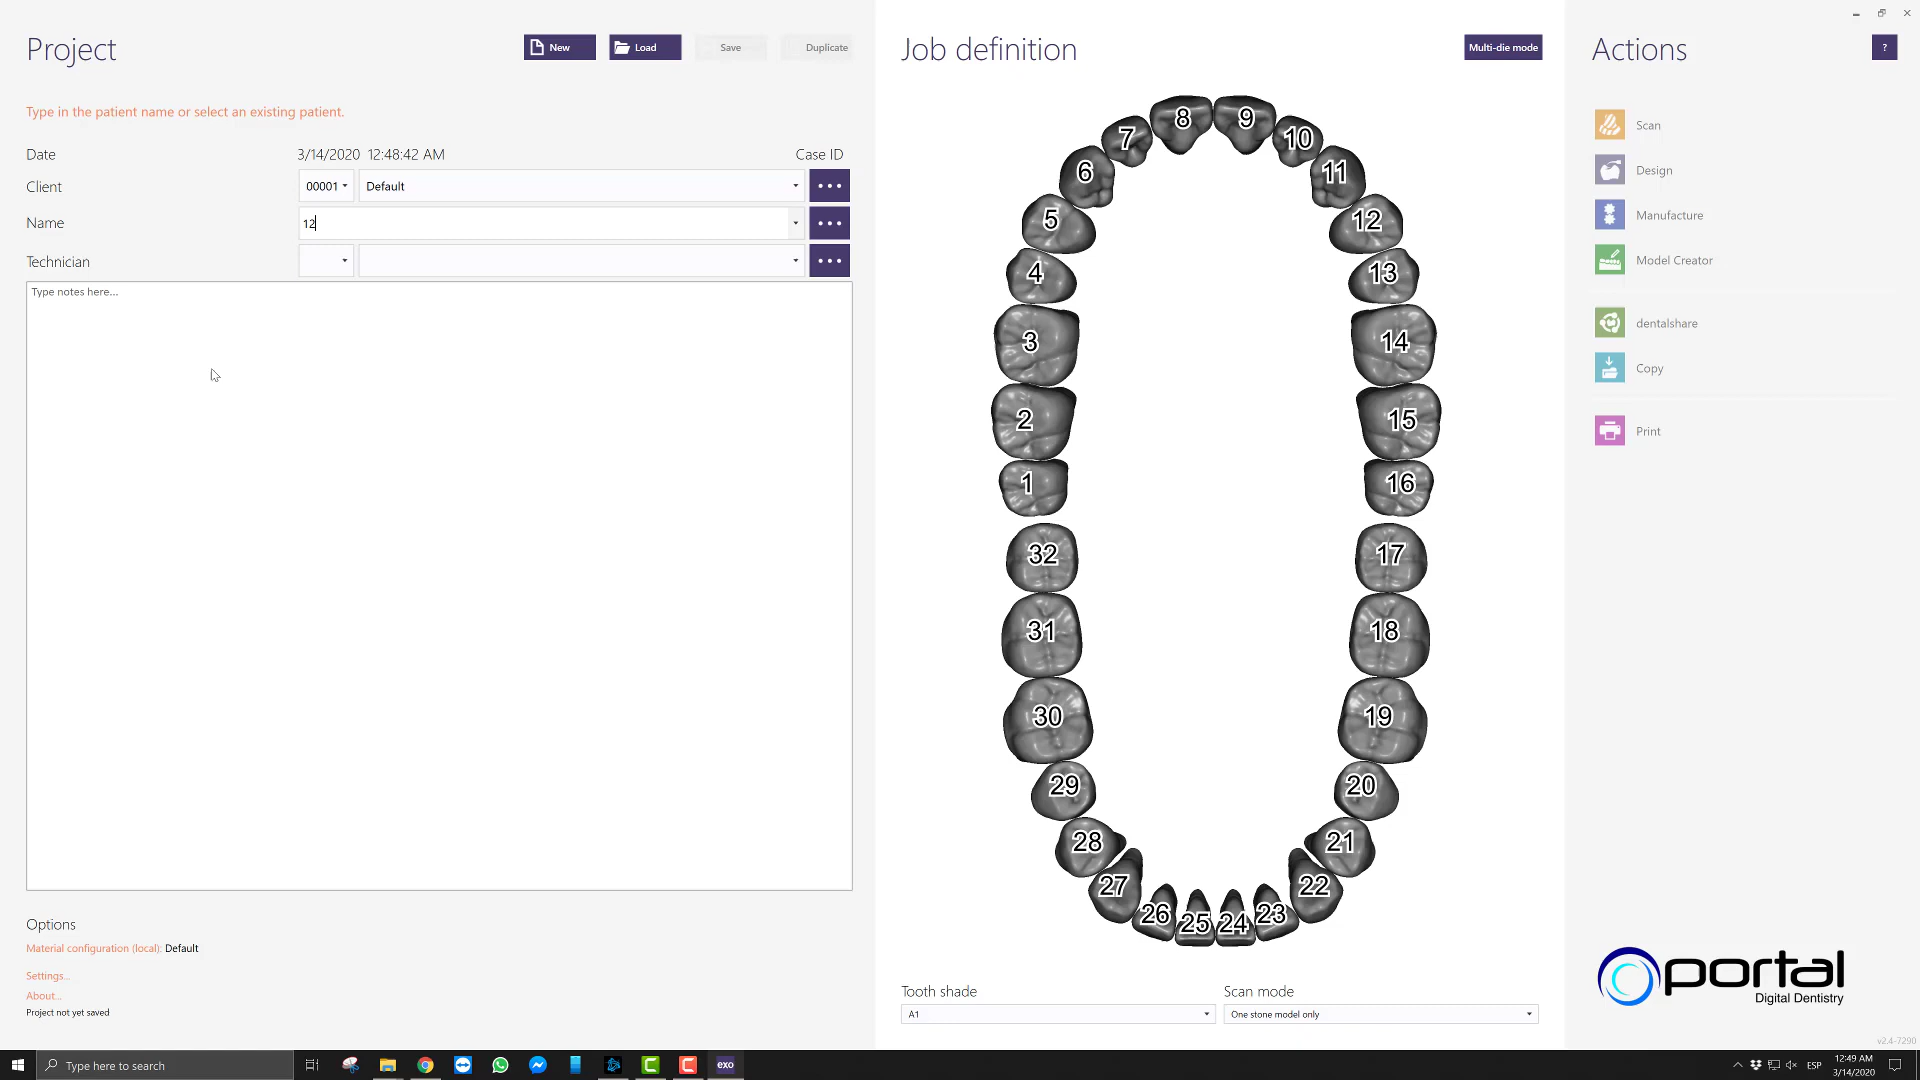 Project
New
Load
Save
Duplicate
Type in the patient name or select an existing patient.
Date
3/14/2020 12:48:42 AM
Case ID
Client
00001
Default
Name
12
Technician
Type notes here...
Options
Material configuration (local): Default
Settings...
About...
Project not yet saved
Job definition
Multi-die mode
8
9
7
10
6
11
5
12
4
13
3
14
2
15
1
16
32
17
31
18
30
19
29
20
28
21
27
22
26
25
24
23
Tooth shade
A1
Scan mode
One stone model only
Actions
?
Scan
Design
Manufacture
Model Creator
dentalshare
Copy
Print
portal
Digital Dentistry
v2.4-7290
Type here to search
exo
ESP
12:49 AM
3/14/2020